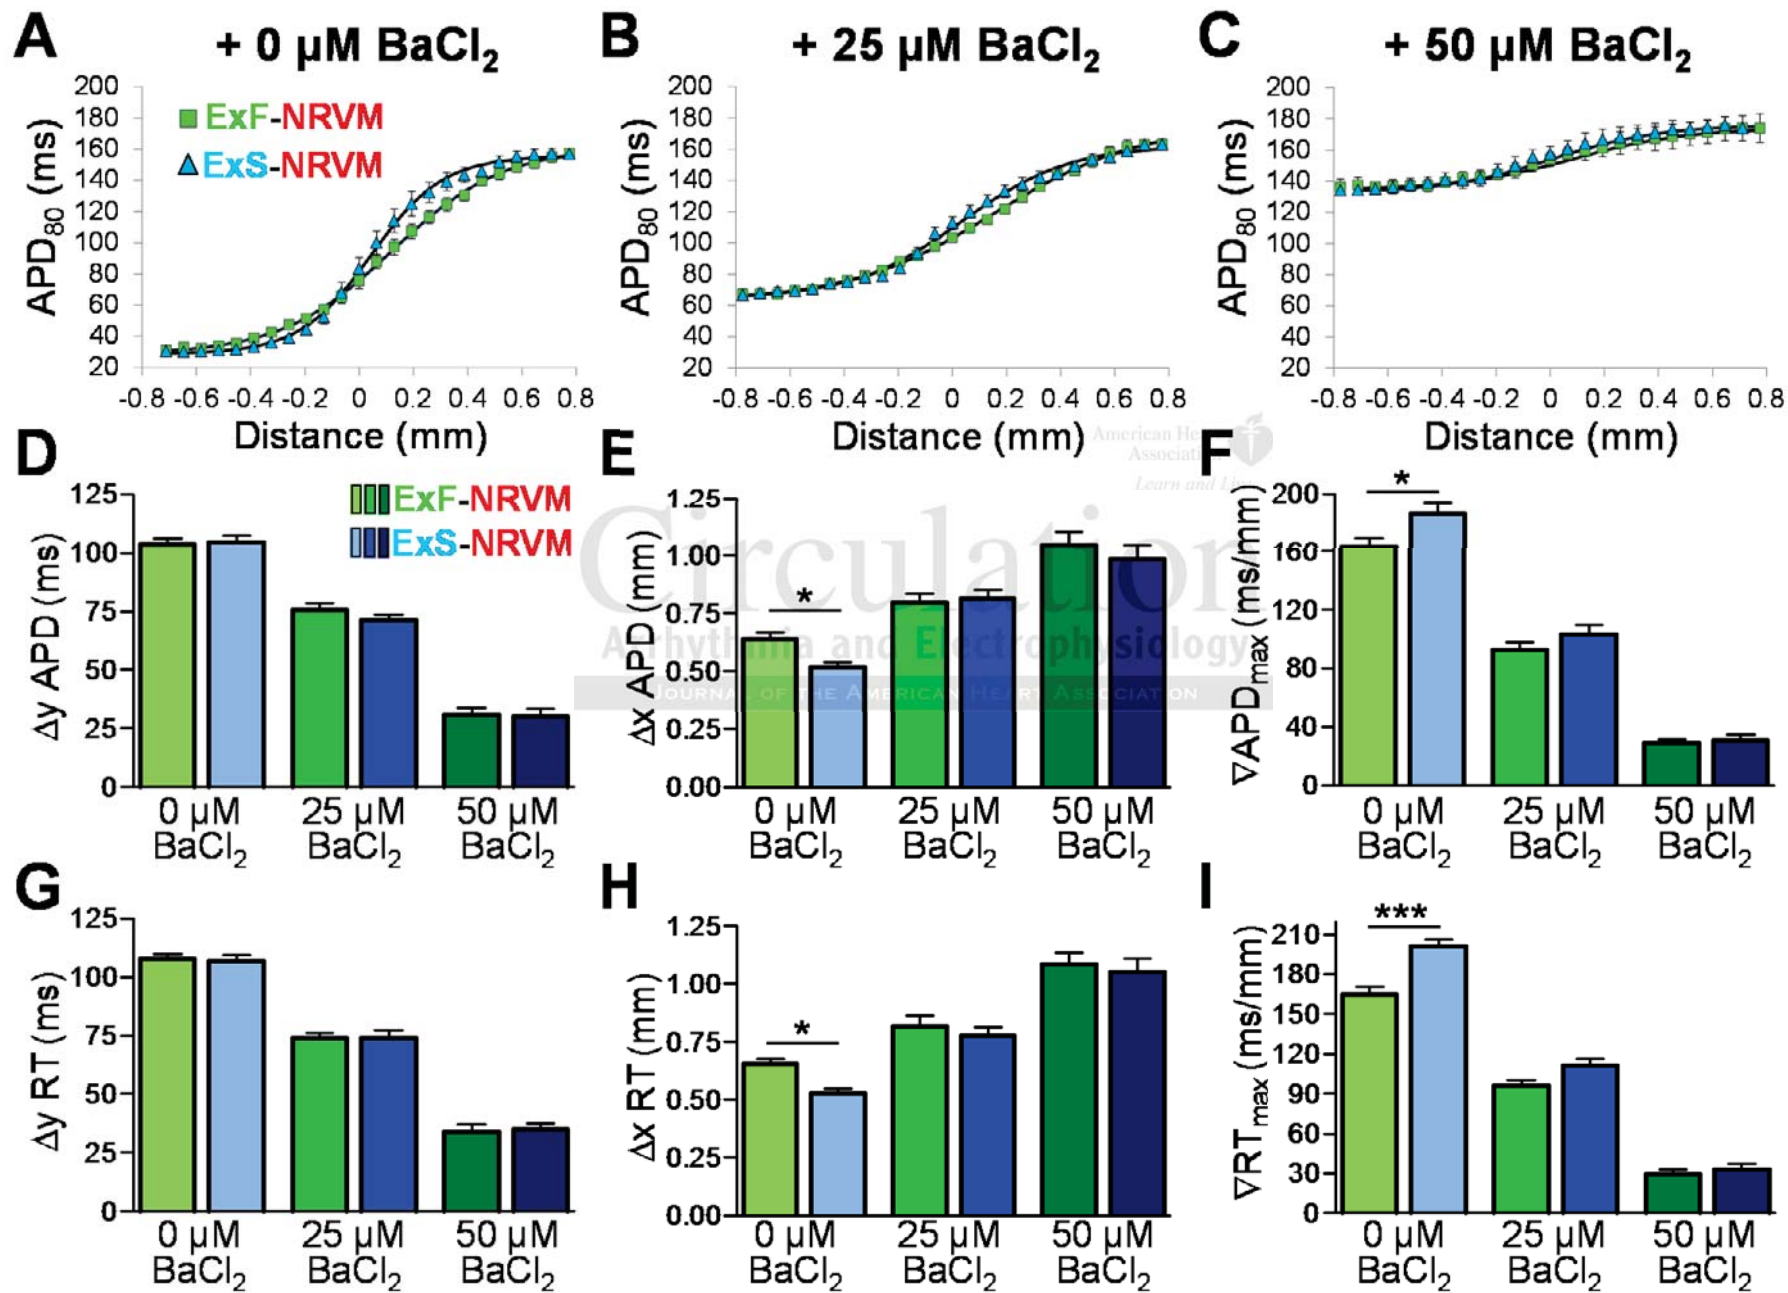 A + 0 µM BaCl₂
B + 25 µM BaCl₂
C + 50 µM BaCl₂
200
180
160
140
120
100
80
60
40
20
APD₈₀ (ms)
ExF-NRVM
ExS-NRVM
-0.8 -0.6 -0.4 -0.2 0 0.2 0.4 0.6 0.8
Distance (mm)
200
180
160
140
120
100
80
60
40
20
APD₈₀ (ms)
-0.8 -0.6 -0.4 -0.2 0 0.2 0.4 0.6 0.8
Distance (mm)
200
180
160
140
120
100
80
60
40
20
APD₈₀ (ms)
-0.8 -0.6 -0.4 -0.2 0 0.2 0.4 0.6 0.8
Distance (mm)
American
Learn and
Circulation
Arrhythmia and Electrophysiology
JOURNAL OF THE AMERICAN HEART ASSOCIATION
D
125
100
75
50
25
0
Δy APD (ms)
ExF-NRVM
ExS-NRVM
0 µM 25 µM 50 µM
BaCl₂ BaCl₂ BaCl₂
E
1.25
1.00
0.75
0.50
0.25
0.00
Δx APD (mm)
*
0 µM 25 µM 50 µM
BaCl₂ BaCl₂ BaCl₂
F
200
160
120
80
40
0
∇APDmax (ms/mm)
*
0 µM 25 µM 50 µM
BaCl₂ BaCl₂ BaCl₂
G
125
100
75
50
25
0
Δy RT (ms)
0 µM 25 µM 50 µM
BaCl₂ BaCl₂ BaCl₂
H
1.25
1.00
0.75
0.50
0.25
0.00
Δx RT (mm)
*
0 µM 25 µM 50 µM
BaCl₂ BaCl₂ BaCl₂
I
210
180
150
120
90
60
30
0
∇RTmax (ms/mm)
***
0 µM 25 µM 50 µM
BaCl₂ BaCl₂ BaCl₂